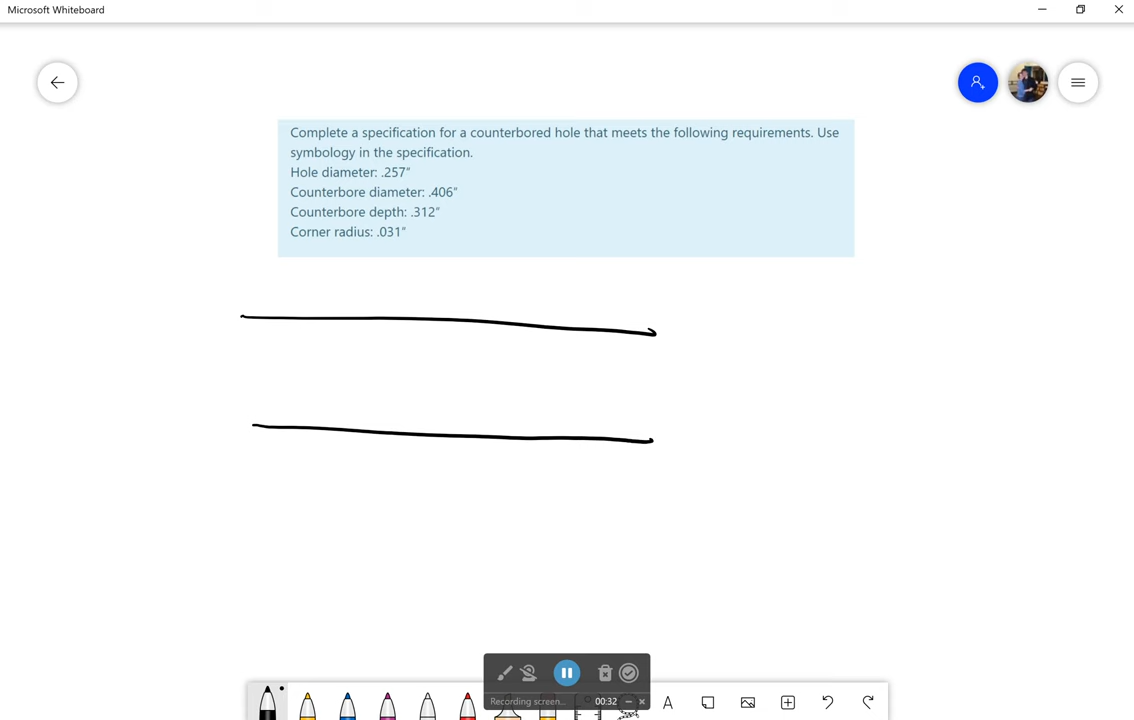 Microsoft Whiteboard
Complete a specification for a counterbored hole that meets the following requirements. Use
symbology in the specification.
Hole diameter: .257”
Counterbore diameter: .406”
Counterbore depth: .312”
Corner radius: .031”
Recording screen... 00:32